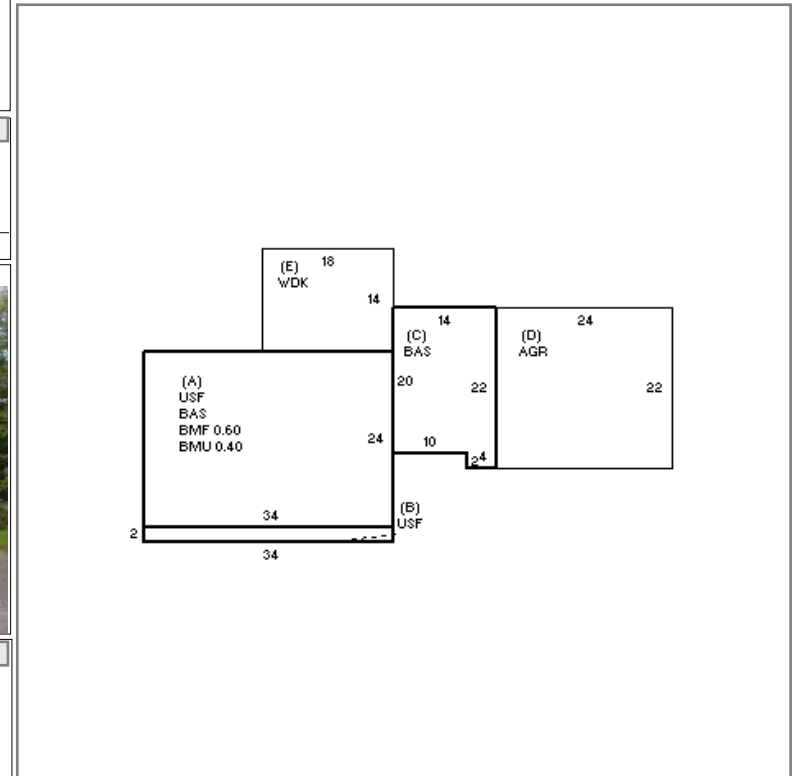 (E)
WDK
18
14
(C)
BAS
14
20
22
10
2
4
(D)
AGR
24
22
(A)
USF
BAS
BMF 0.60
BMU 0.40
24
34
2
34
(B)
USF